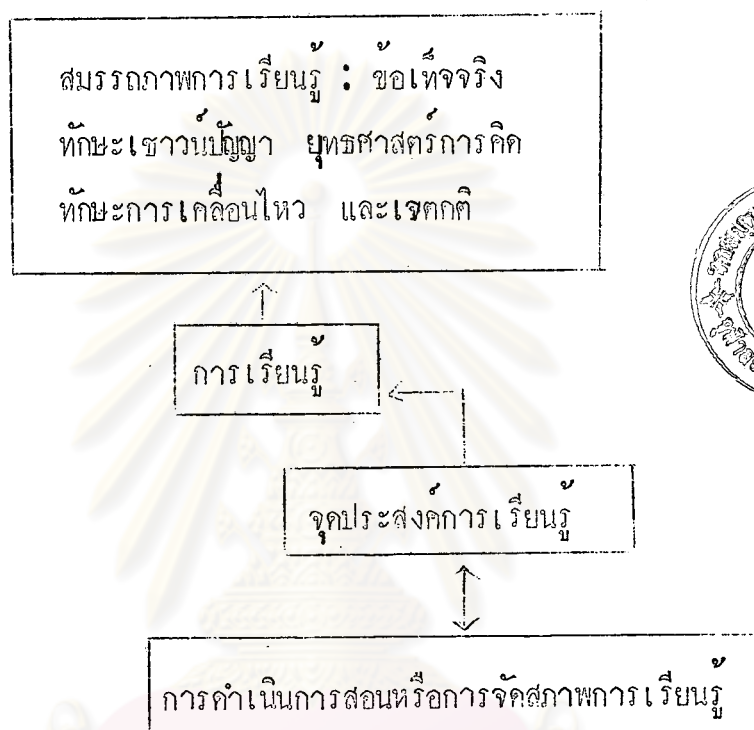 สมรรถภาพการเรียนรู้ : ข้อเท็จจริง
ทักษะเชาวน์ปัญญา ยุทธศาสตร์การคิด
ทักษะการเคลื่อนไหว และเจตคติ
การเรียนรู้
จุดประสงค์การเรียนรู้
การดำเนินการสอนหรือการจัดสภาพการเรียนรู้